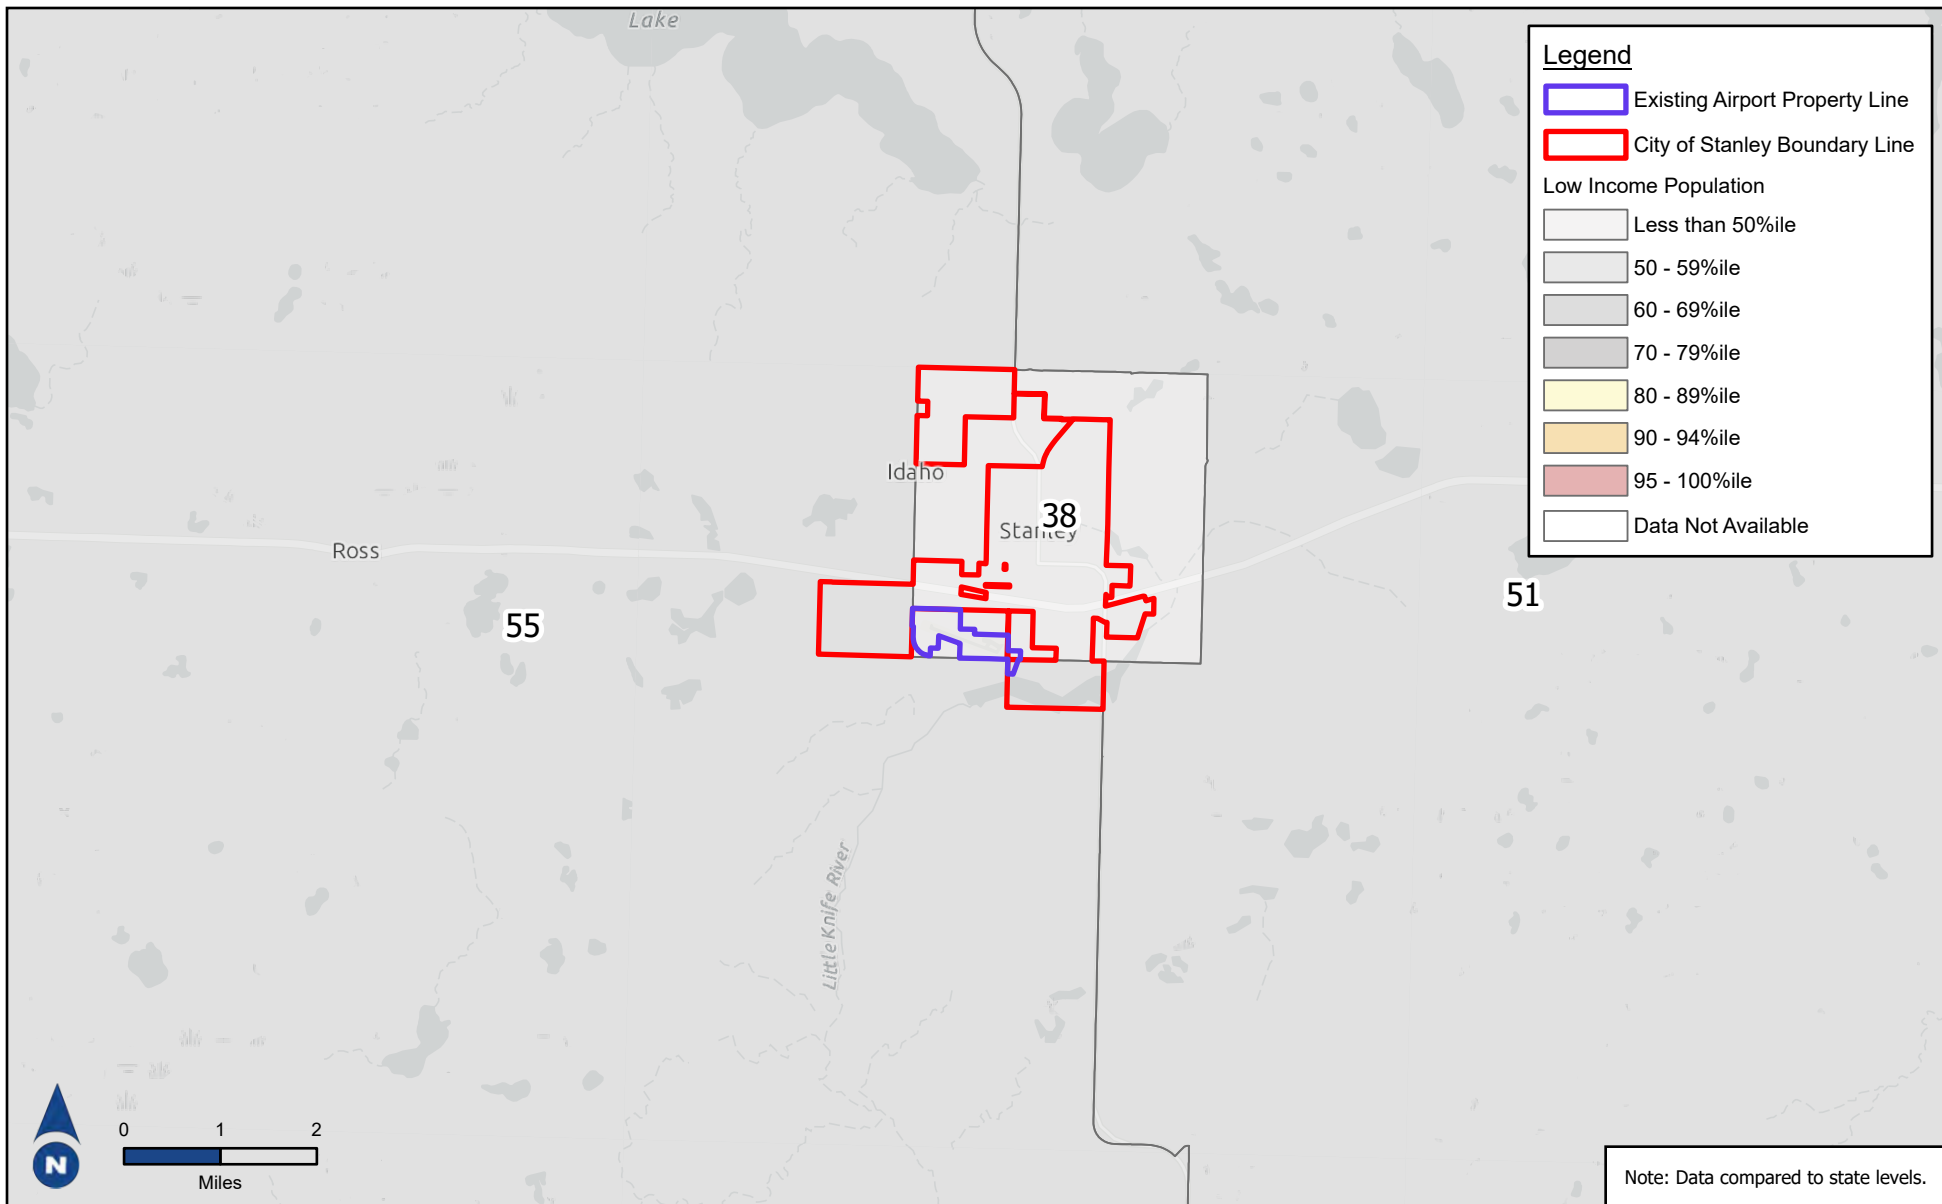 Lake
Legend
Existing Airport Property Line
City of Stanley Boundary Line
Low Income Population
Less than 50%ile
50 - 59%ile
60 - 69%ile
70 - 79%ile
80 - 89%ile
90 - 94%ile
95 - 100%ile
Data Not Available
Idaho
38
Stanley
Ross
55
51
Little Knife River
N
0 1 2
Miles
Note: Data compared to state levels.